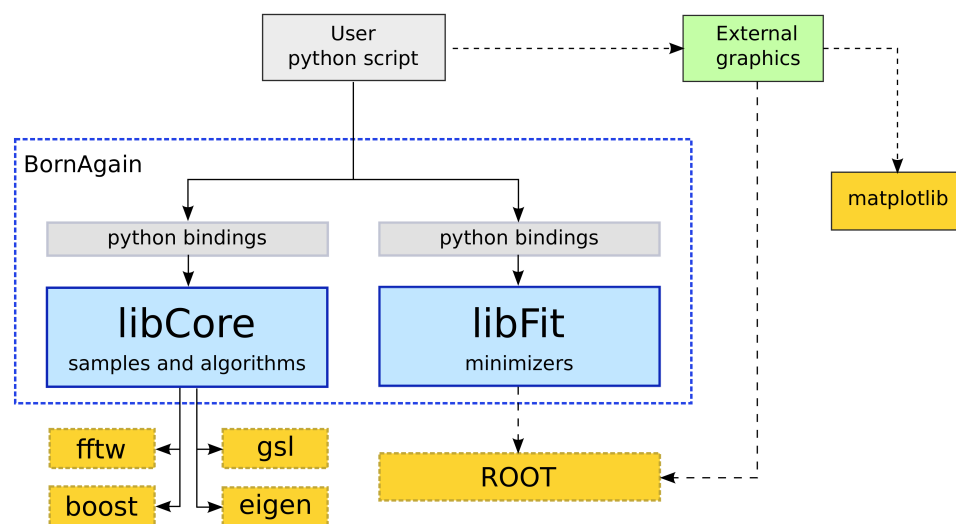 User
python script
External
graphics
BornAgain
matplotlib
python bindings
python bindings
libCore
samples and algorithms
libFit
minimizers
fftw
gsl
ROOT
boost
eigen